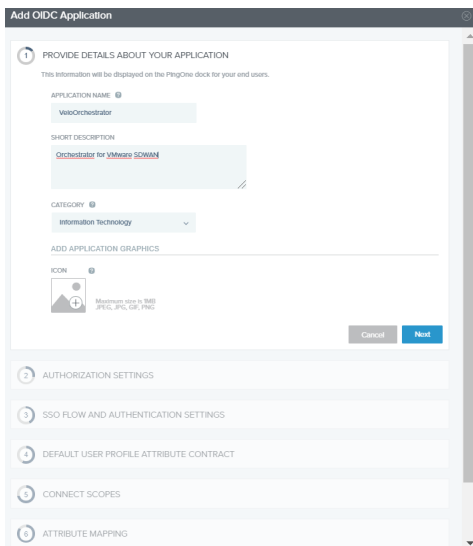 Add OIDC Application
1 PROVIDE DETAILS ABOUT YOUR APPLICATION
This information will be displayed on the PingOne dock for your end users.
APPLICATION NAME ?
VeloOrchestrator
SHORT DESCRIPTION
Orchestrator for VMware SDWAN
CATEGORY ?
Information Technology
ADD APPLICATION GRAPHICS
ICON ?
Maximum size is 1MB
JPEG, JPG, GIF, PNG
Cancel Next
2 AUTHORIZATION SETTINGS
3 SSO FLOW AND AUTHENTICATION SETTINGS
4 DEFAULT USER PROFILE ATTRIBUTE CONTRACT
5 CONNECT SCOPES
6 ATTRIBUTE MAPPING